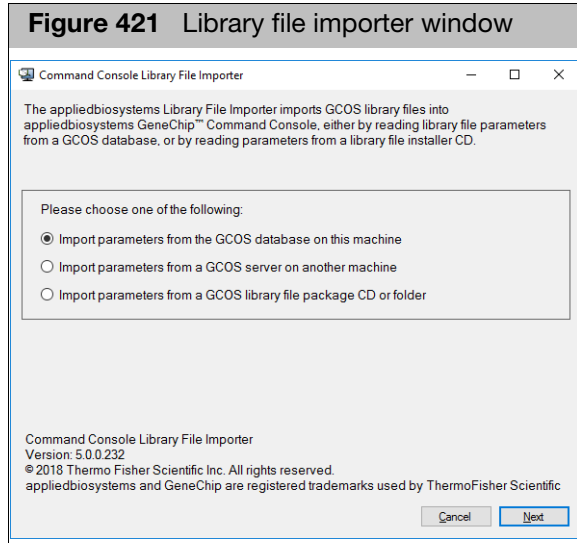 Figure 421 Library file importer window
Command Console Library File Importer
The appliedbiosystems Library File Importer imports GCOS library files into
appliedbiosystems GeneChip™ Command Console, either by reading library file parameters
from a GCOS database, or by reading parameters from a library file installer CD.
Please choose one of the following:
Import parameters from the GCOS database on this machine
Import parameters from a GCOS server on another machine
Import parameters from a GCOS library file package CD or folder
Command Console Library File Importer
Version: 5.0.0.232
© 2018 Thermo Fisher Scientific Inc. All rights reserved.
appliedbiosystems and GeneChip are registered trademarks used by ThermoFisher Scientific
Cancel Next